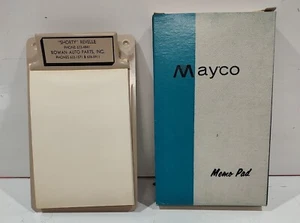 "SHORTY" REVELLE
ROWAN AUTO PARTS, INC.
Mayco
Memo Pad